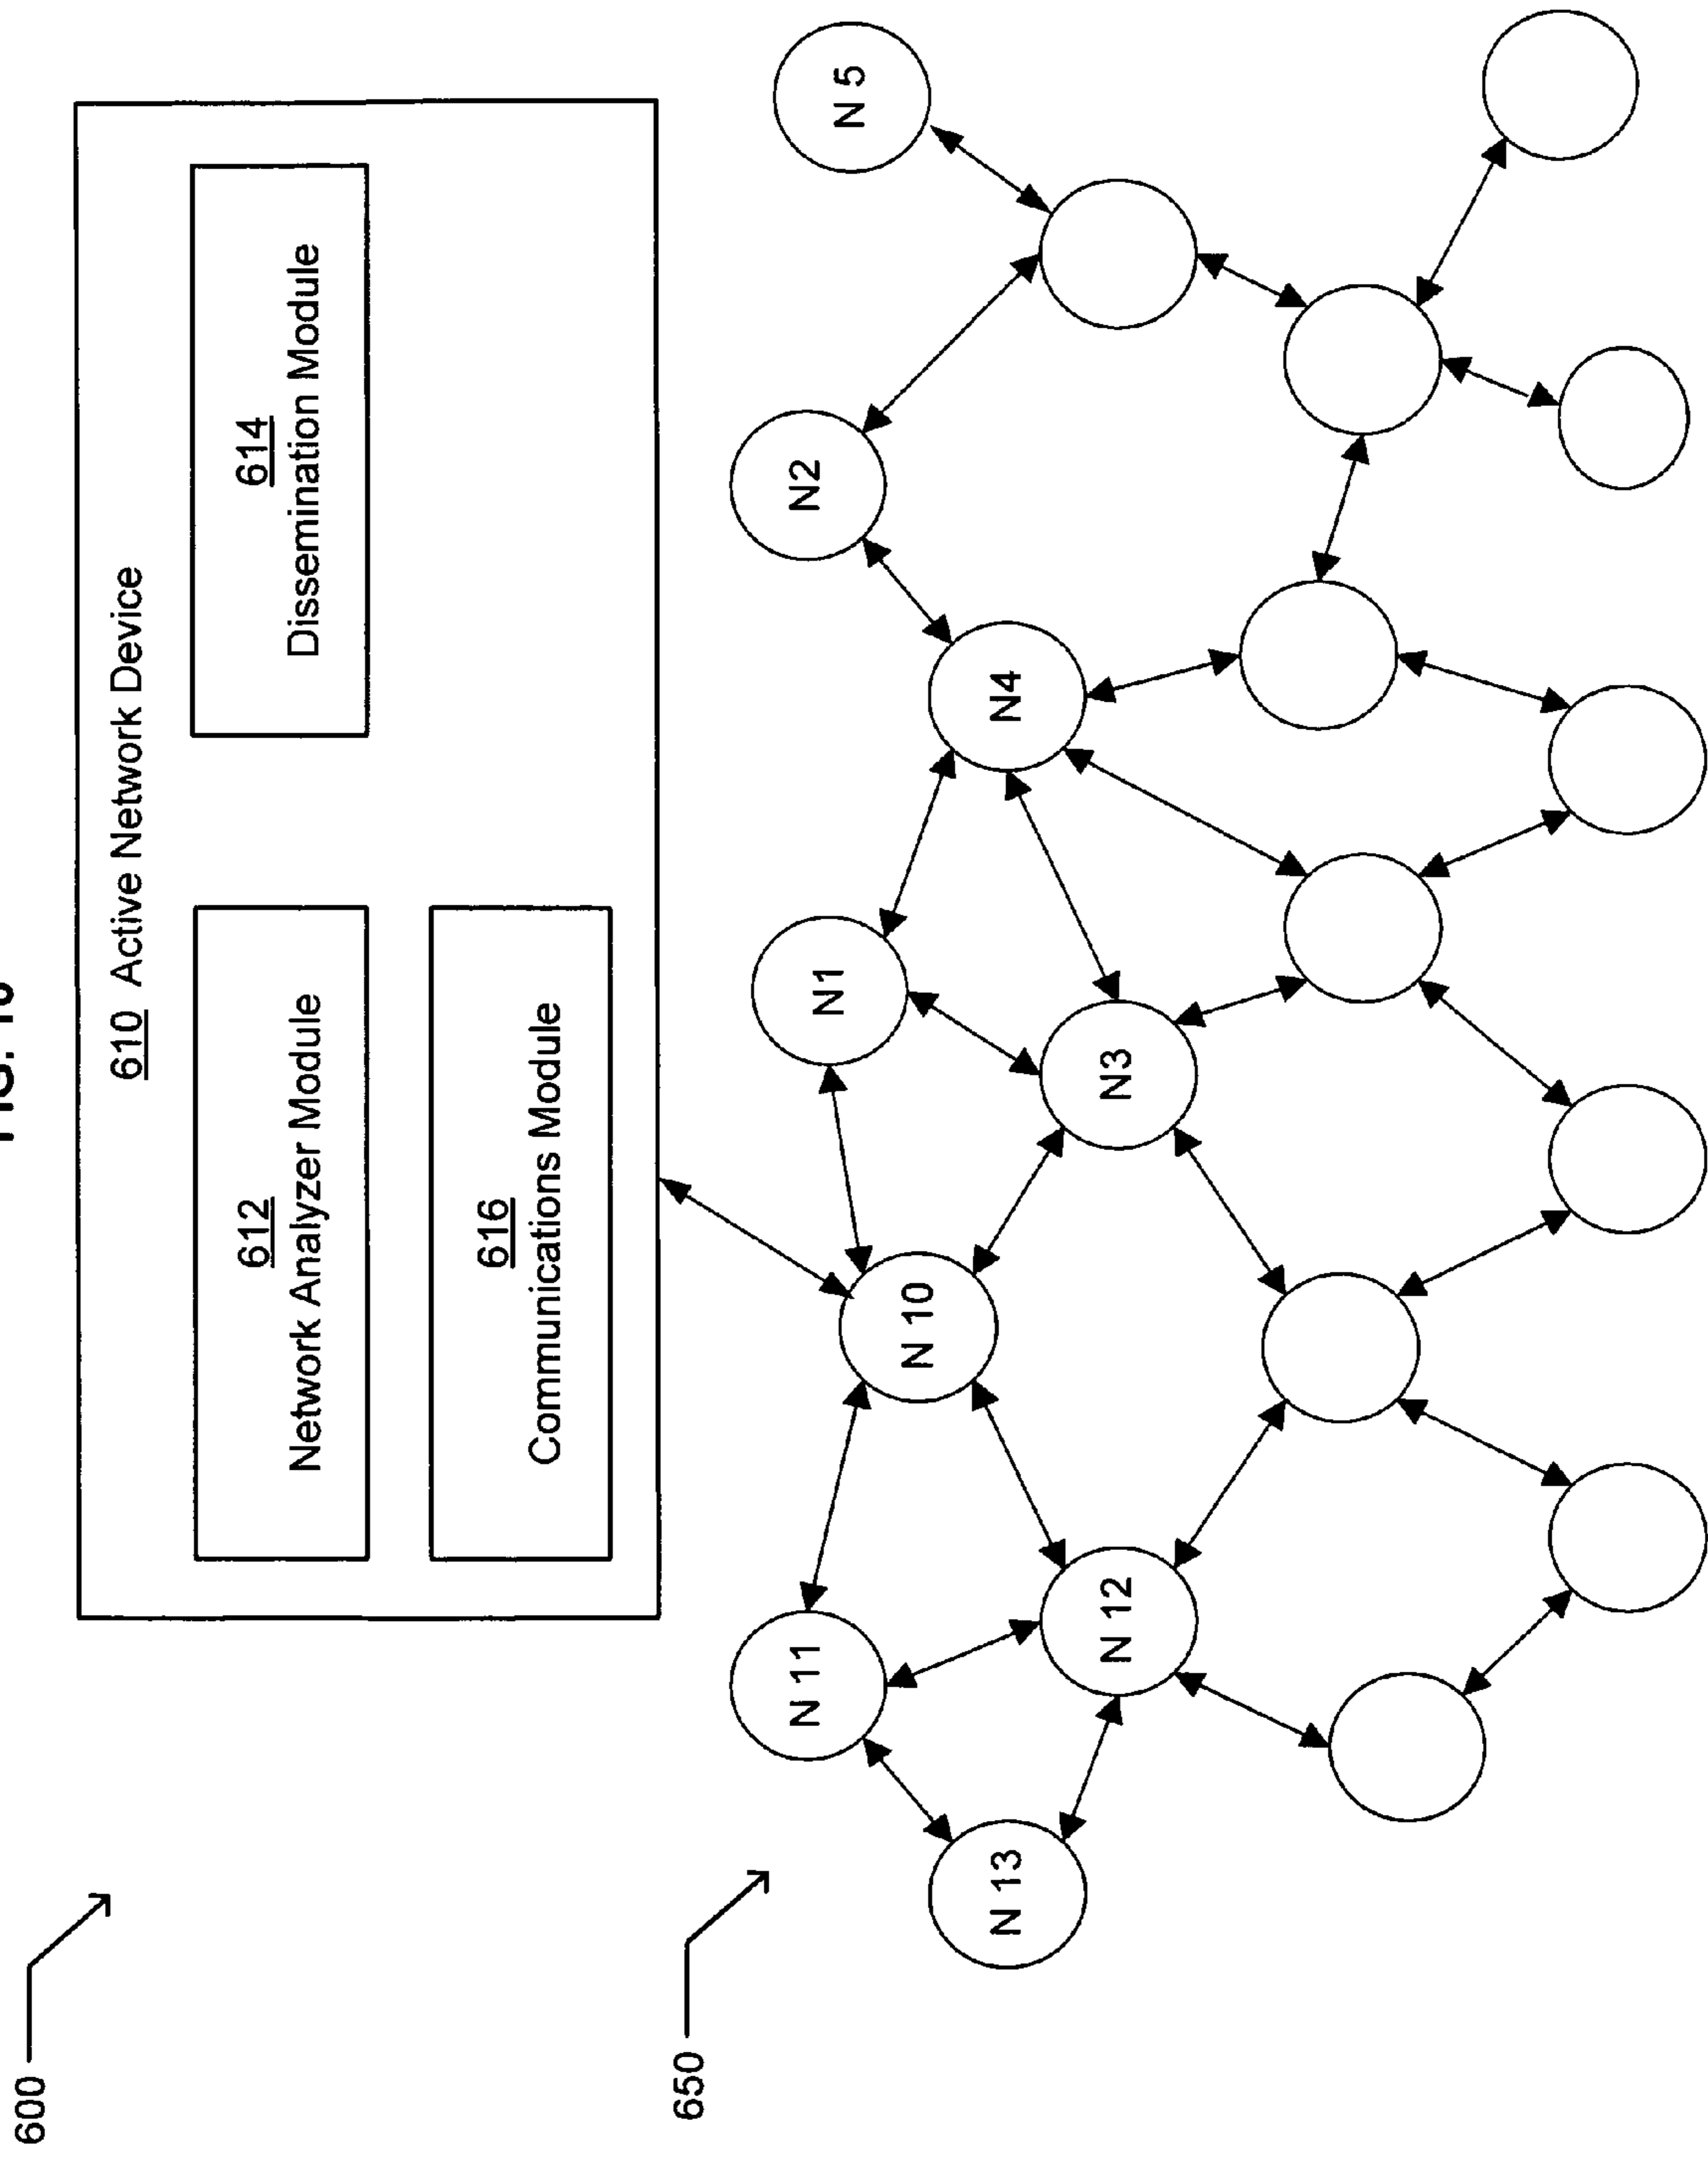 FIG.
600
610 Active Network Device
612
Network Analyzer Module
614
Dissemination Module
616
Communications Module
650
N 11
N2
N1
N 5
N 10
N 13
N4
N 12
N3